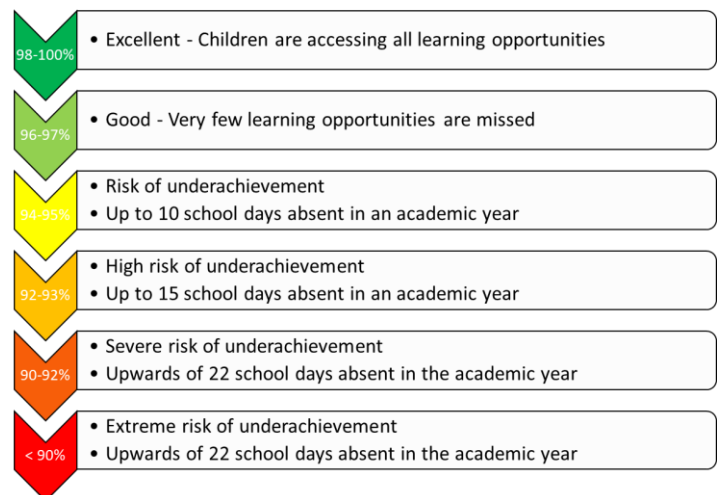 98-100%
• Excellent - Children are accessing all learning opportunities
96-97%
• Good - Very few learning opportunities are missed
94-95%
• Risk of underachievement
• Up to 10 school days absent in an academic year
92-93%
• High risk of underachievement
• Up to 15 school days absent in an academic year
90-92%
• Severe risk of underachievement
• Upwards of 22 school days absent in the academic year
< 90%
• Extreme risk of underachievement
• Upwards of 22 school days absent in the academic year